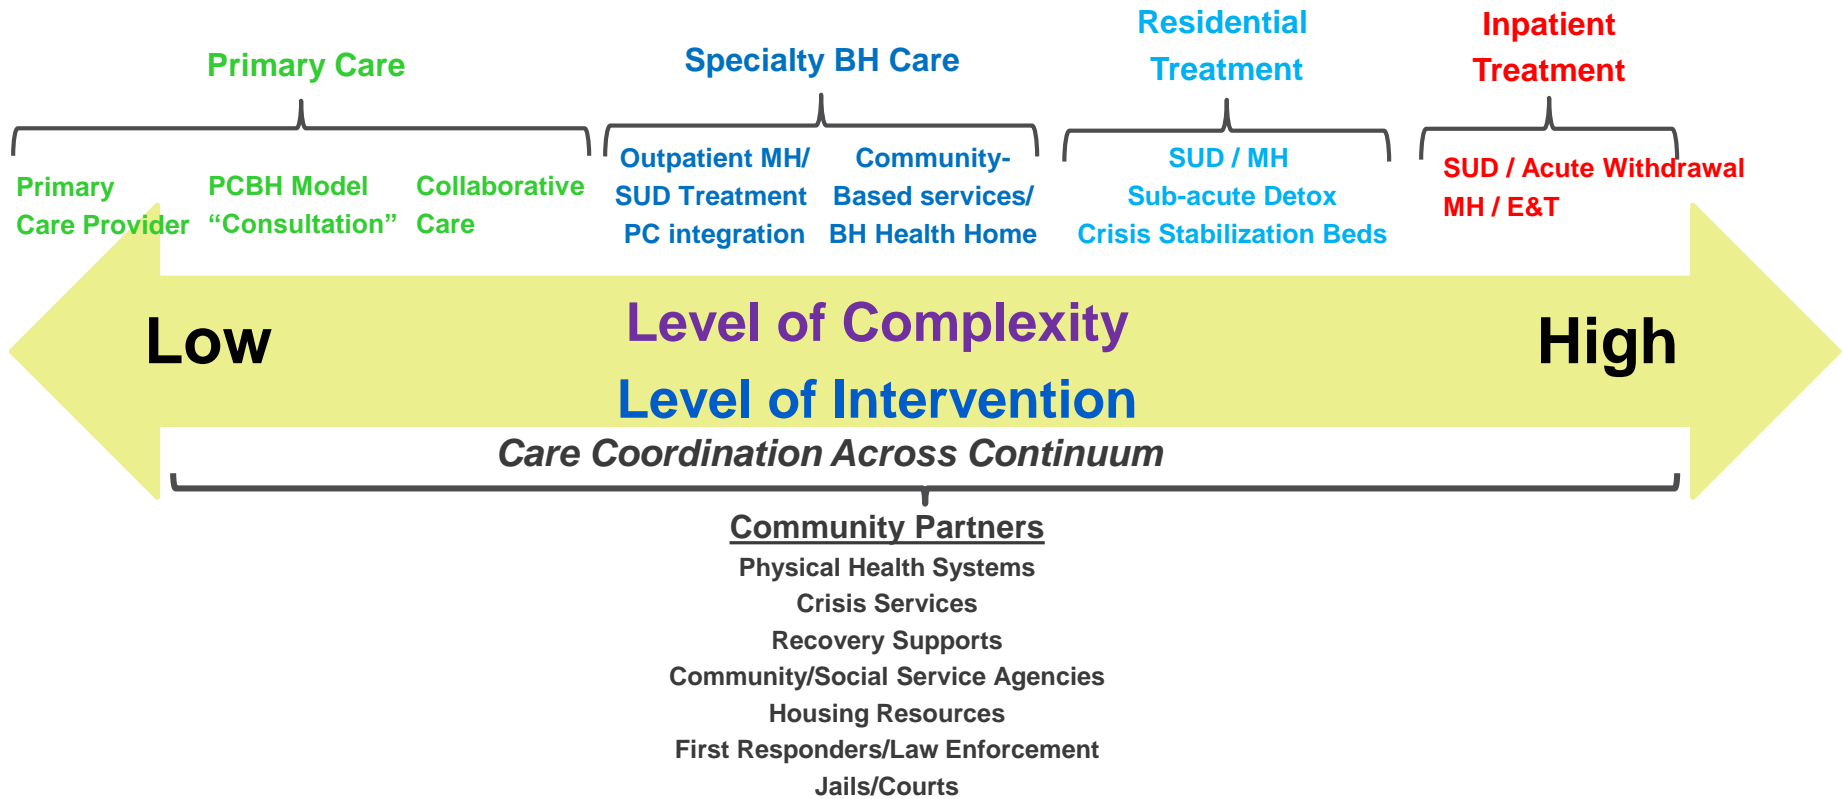 Primary Care
Primary
Care Provider
PCBH Model
“Consultation”
Collaborative
Care
Specialty BH Care
Outpatient MH/
SUD Treatment
PC integration
Community-
Based services/
BH Health Home
Residential
Treatment
SUD / MH
Sub-acute Detox
Crisis Stabilization Beds
Inpatient
Treatment
SUD / Acute Withdrawal
MH / E&T
Low
Level of Complexity
Level of Intervention
High
Care Coordination Across Continuum
Community Partners
Physical Health Systems
Crisis Services
Recovery Supports
Community/Social Service Agencies
Housing Resources
First Responders/Law Enforcement
Jails/Courts